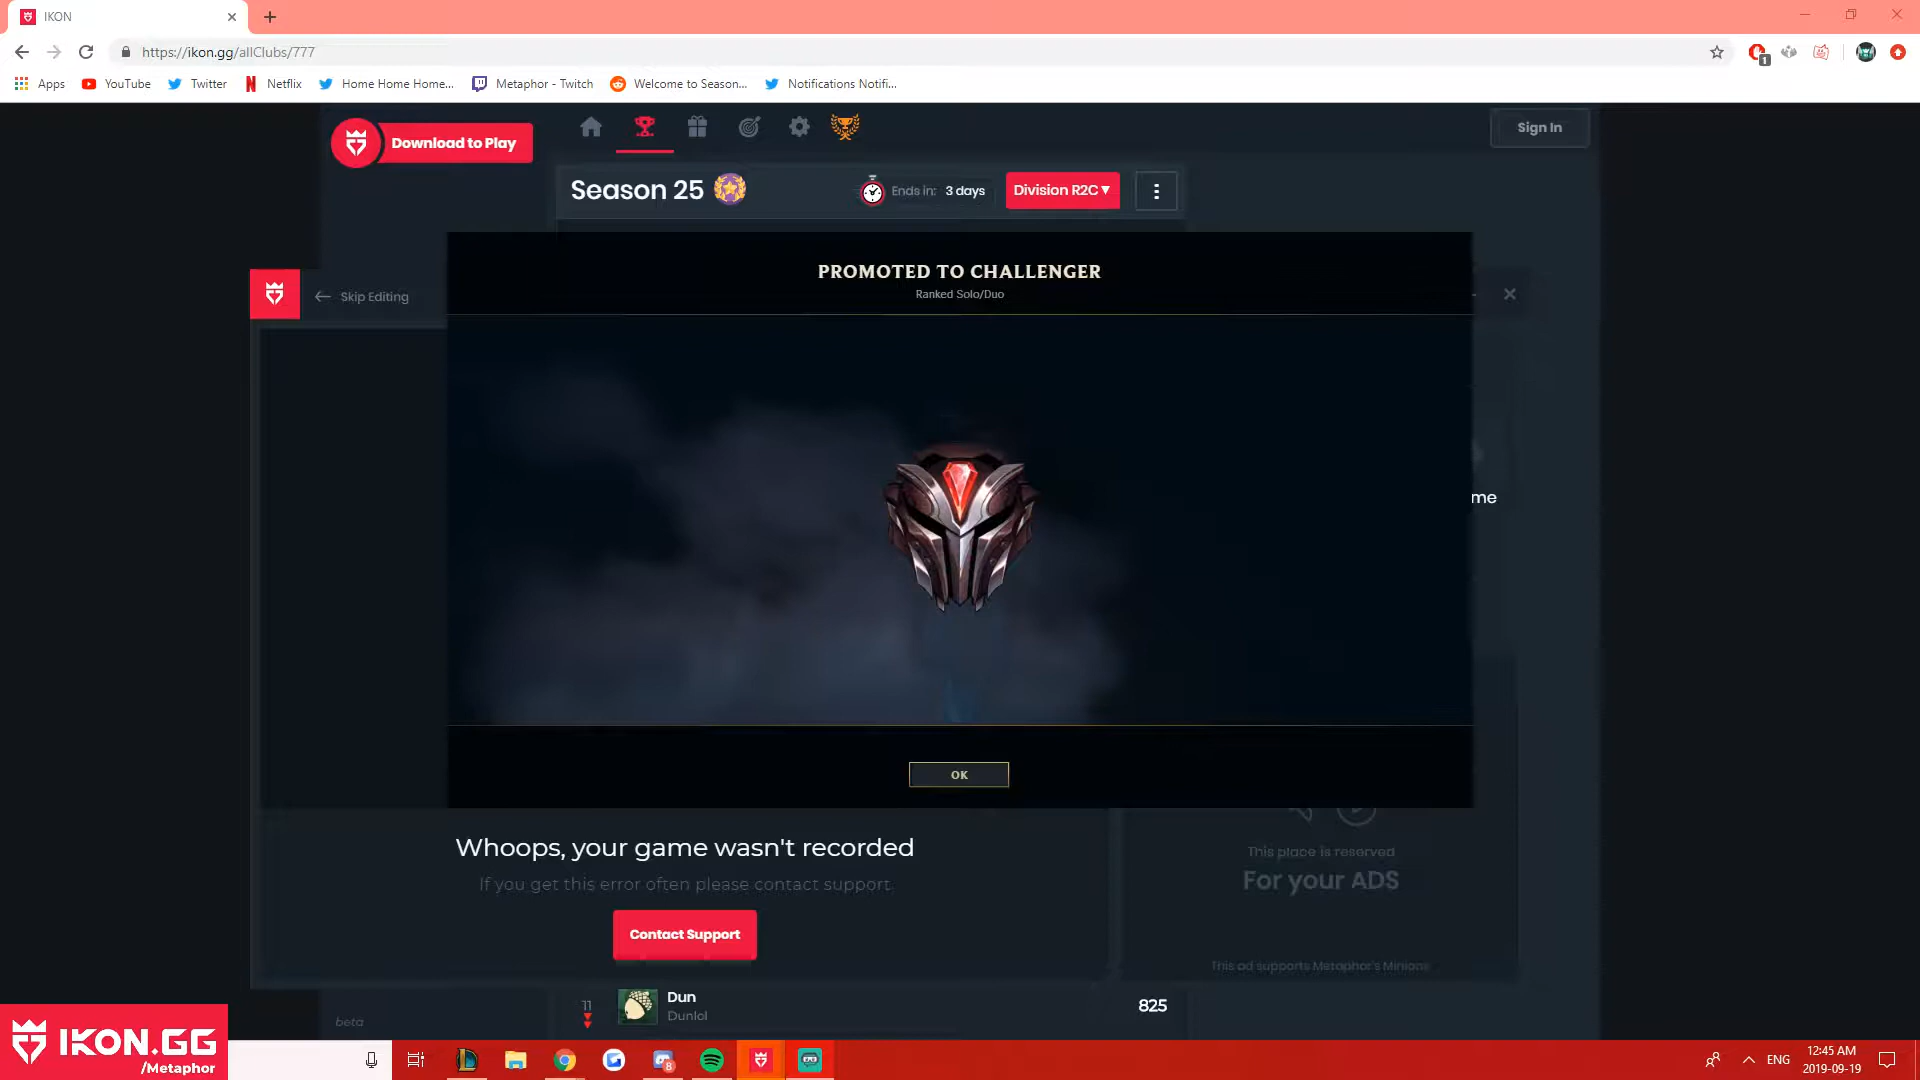 IKON
https://ikon.gg/allClubs/777
1
Apps
YouTube
Twitter
Netflix
Home Home Home...
Metaphor - Twitch
Welcome to Season...
Notifications Notifi...
Download to Play
Sign In
Season 25
Ends in: 3 days
Division R2C ▾
PROMOTED TO CHALLENGER
Ranked Solo/Duo
Skip Editing
me
OK
Whoops, your game wasn't recorded
If you get this error often please contact support.
Contact Support
This place is reserved
For your ADS
This ad supports Metaphor's Minions
11
Dun
Dunlol
825
beta
IKON.GG
/Metaphor
8
ENG
12:45 AM
2019-09-19